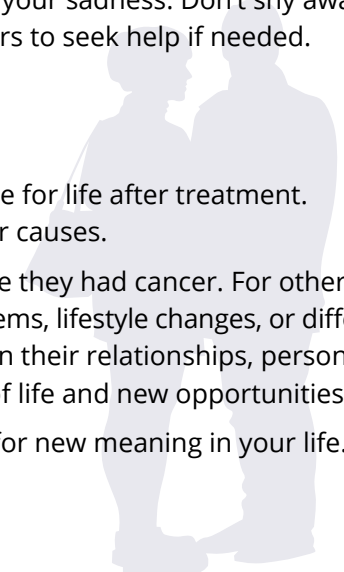 your sadness. Don't shy awa
rs to seek help if needed.
e for life after treatment.
r causes.
e they had cancer. For other
ems, lifestyle changes, or diffe
n their relationships, person
f life and new opportunities
for new meaning in your life.